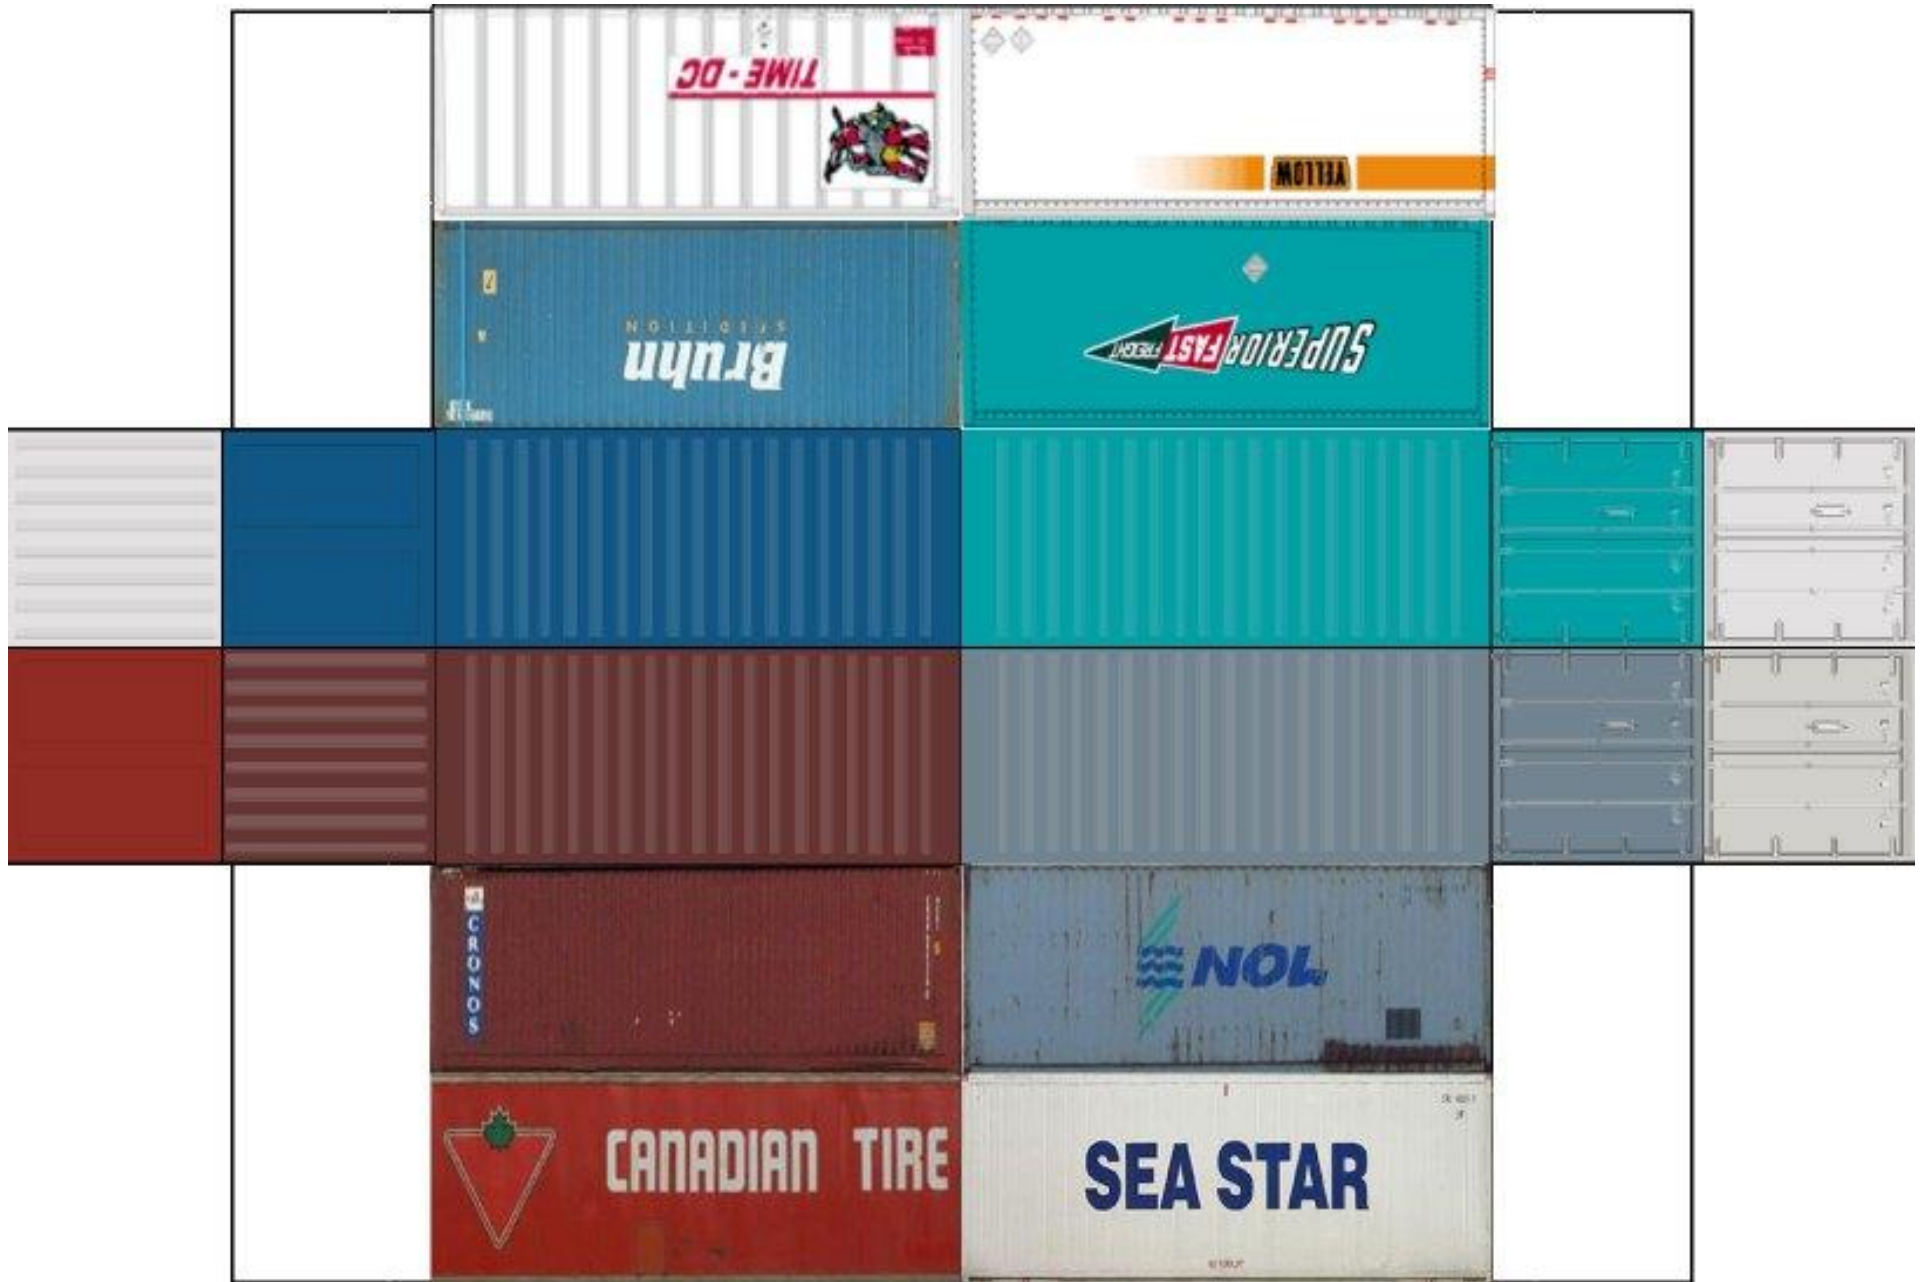 TIME - DC
YELLOW
Bruhn
SPEDITION
SUPERIOR FAST FREIGHT
CRONOS
NOL
CANADIAN TIRE
SEA STAR